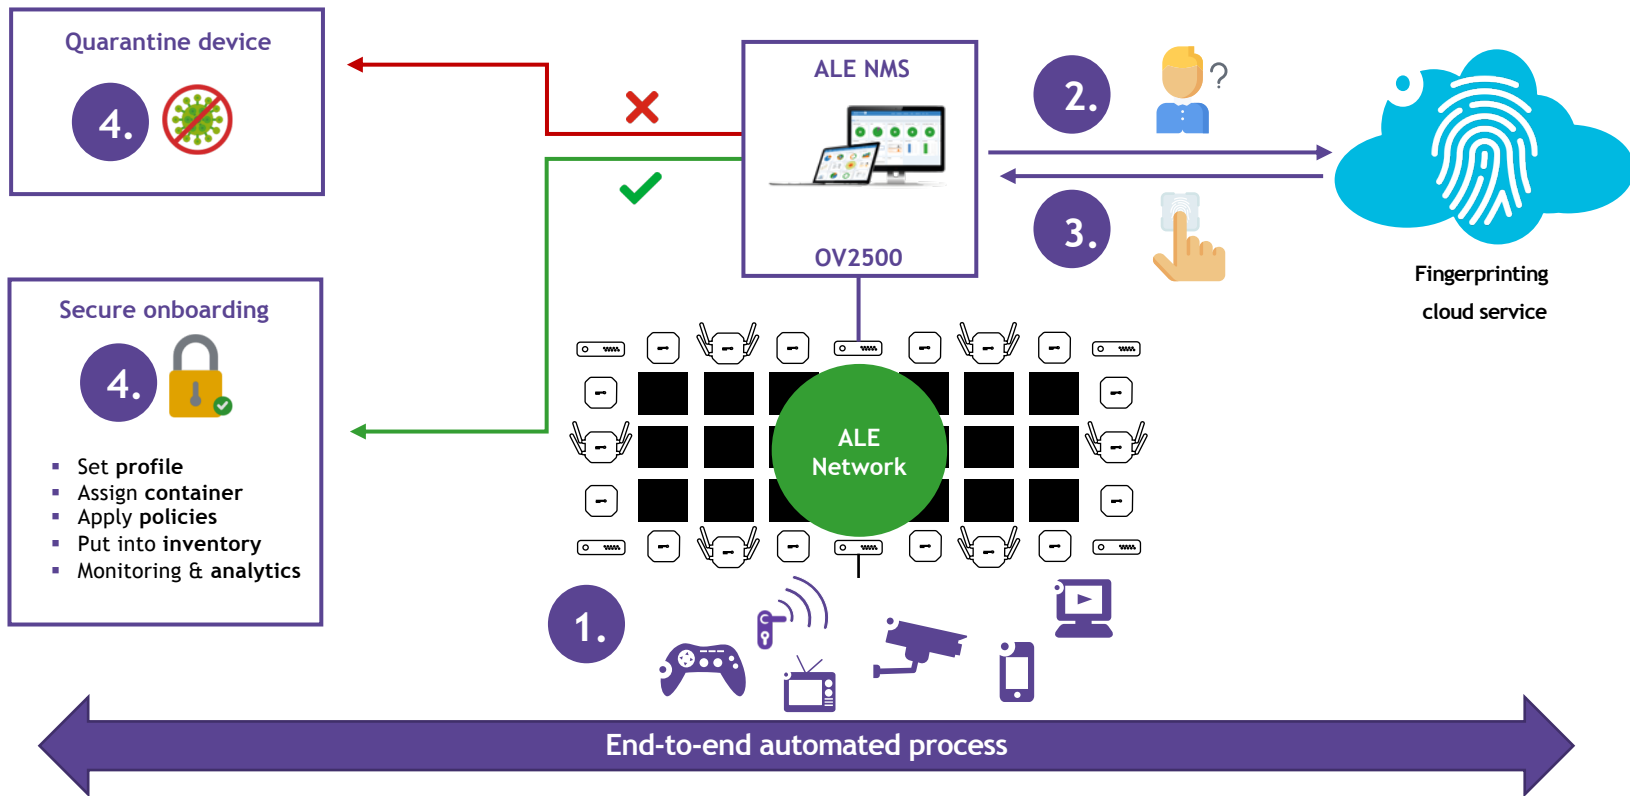 Quarantine device
4.
ALE NMS
OV2500
2.
?
3.
Fingerprinting
cloud service
Secure onboarding
4.
▪ Set profile
▪ Assign container
▪ Apply policies
▪ Put into inventory
▪ Monitoring & analytics
ALE
Network
1.
End-to-end automated process